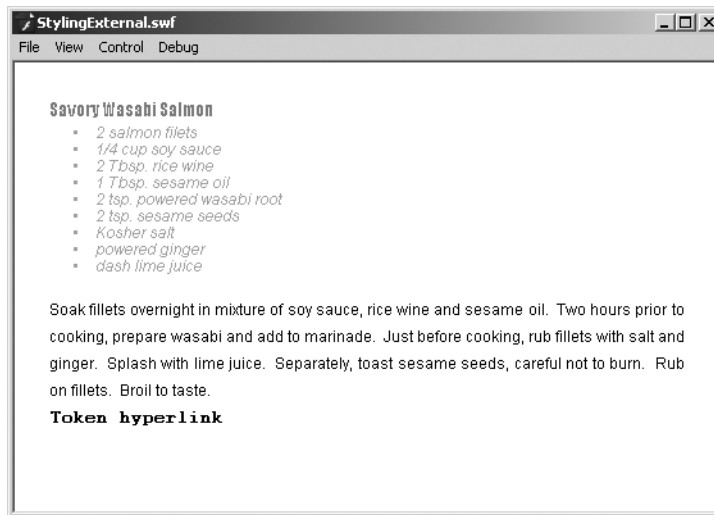 StylingExternal.swf
File View Control Debug
Savory Wasabi Salmon
▪ 2 salmon filets
▪ 1/4 cup soy sauce
▪ 2 Tbsp. rice wine
▪ 1 Tbsp. sesame oil
▪ 2 tsp. powered wasabi root
▪ 2 tsp. sesame seeds
▪ Kosher salt
▪ powered ginger
▪ dash lime juice
Soak fillets overnight in mixture of soy sauce, rice wine and sesame oil. Two hours prior to
cooking, prepare wasabi and add to marinade. Just before cooking, rub fillets with salt and
ginger. Splash with lime juice. Separately, toast sesame seeds, careful not to burn. Rub
on fillets. Broil to taste.
Token hyperlink